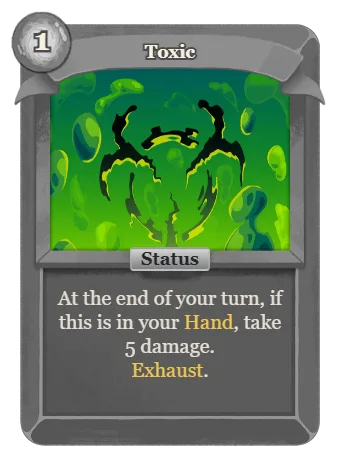 1
Toxic
Status
At the end of your turn, if
this is in your Hand, take
5 damage.
Exhaust.